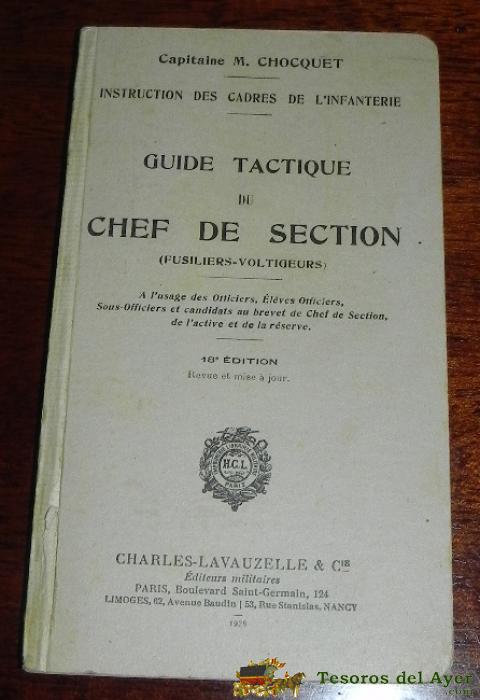 Capitaine M. CHOCQUET
INSTRUCTION DES CADRES DE L'INFANTERIE
GUIDE TACTIQUE
DU
CHEF DE SECTION
(FUSILIERS-VOLTIGEURS)
A l'usage des Officiers, Élèves Officiers,
Sous-Officiers et candidats au brevet de Chef de Section,
de l'active et de la réserve.
18e ÉDITION
Revue et mise à jour.
H.C.L.
PARIS
CHARLES-LAVAUZELLE & Cie
Éditeurs militaires
PARIS, Boulevard Saint-Germain, 124
LIMOGES, 62, Avenue Baudin | 53, Rue Stanislas, NANCY
Tesoros del Ayer
.com